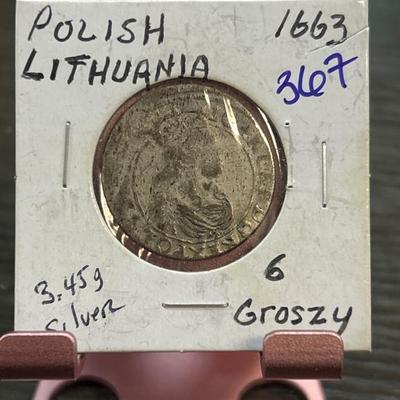 POLISH 1663
LITHUANIA 367
6
3.45g Groszy
Silver